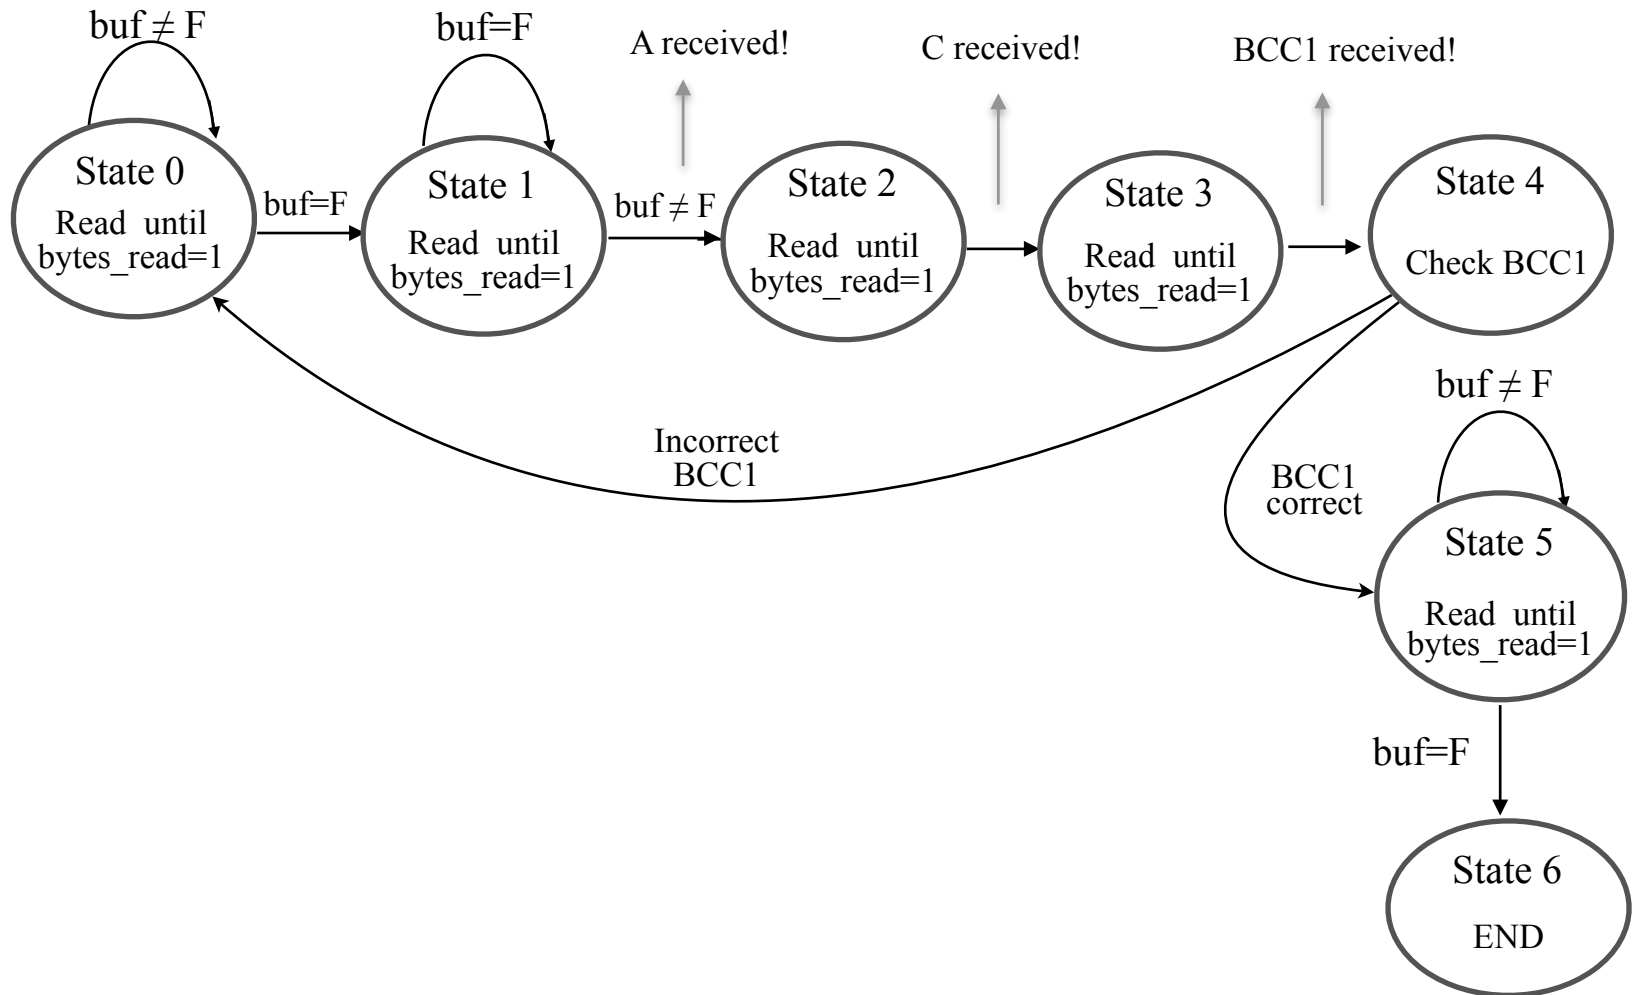 buf ≠ F
buf=F
A received!
C received!
BCC1 received!
State 0
Read until
bytes_read=1
buf=F
State 1
Read until
bytes_read=1
buf ≠ F
State 2
Read until
bytes_read=1
State 3
Read until
bytes_read=1
State 4
Check BCC1
Incorrect
BCC1
BCC1
correct
buf ≠ F
State 5
Read until
bytes_read=1
buf=F
State 6
END